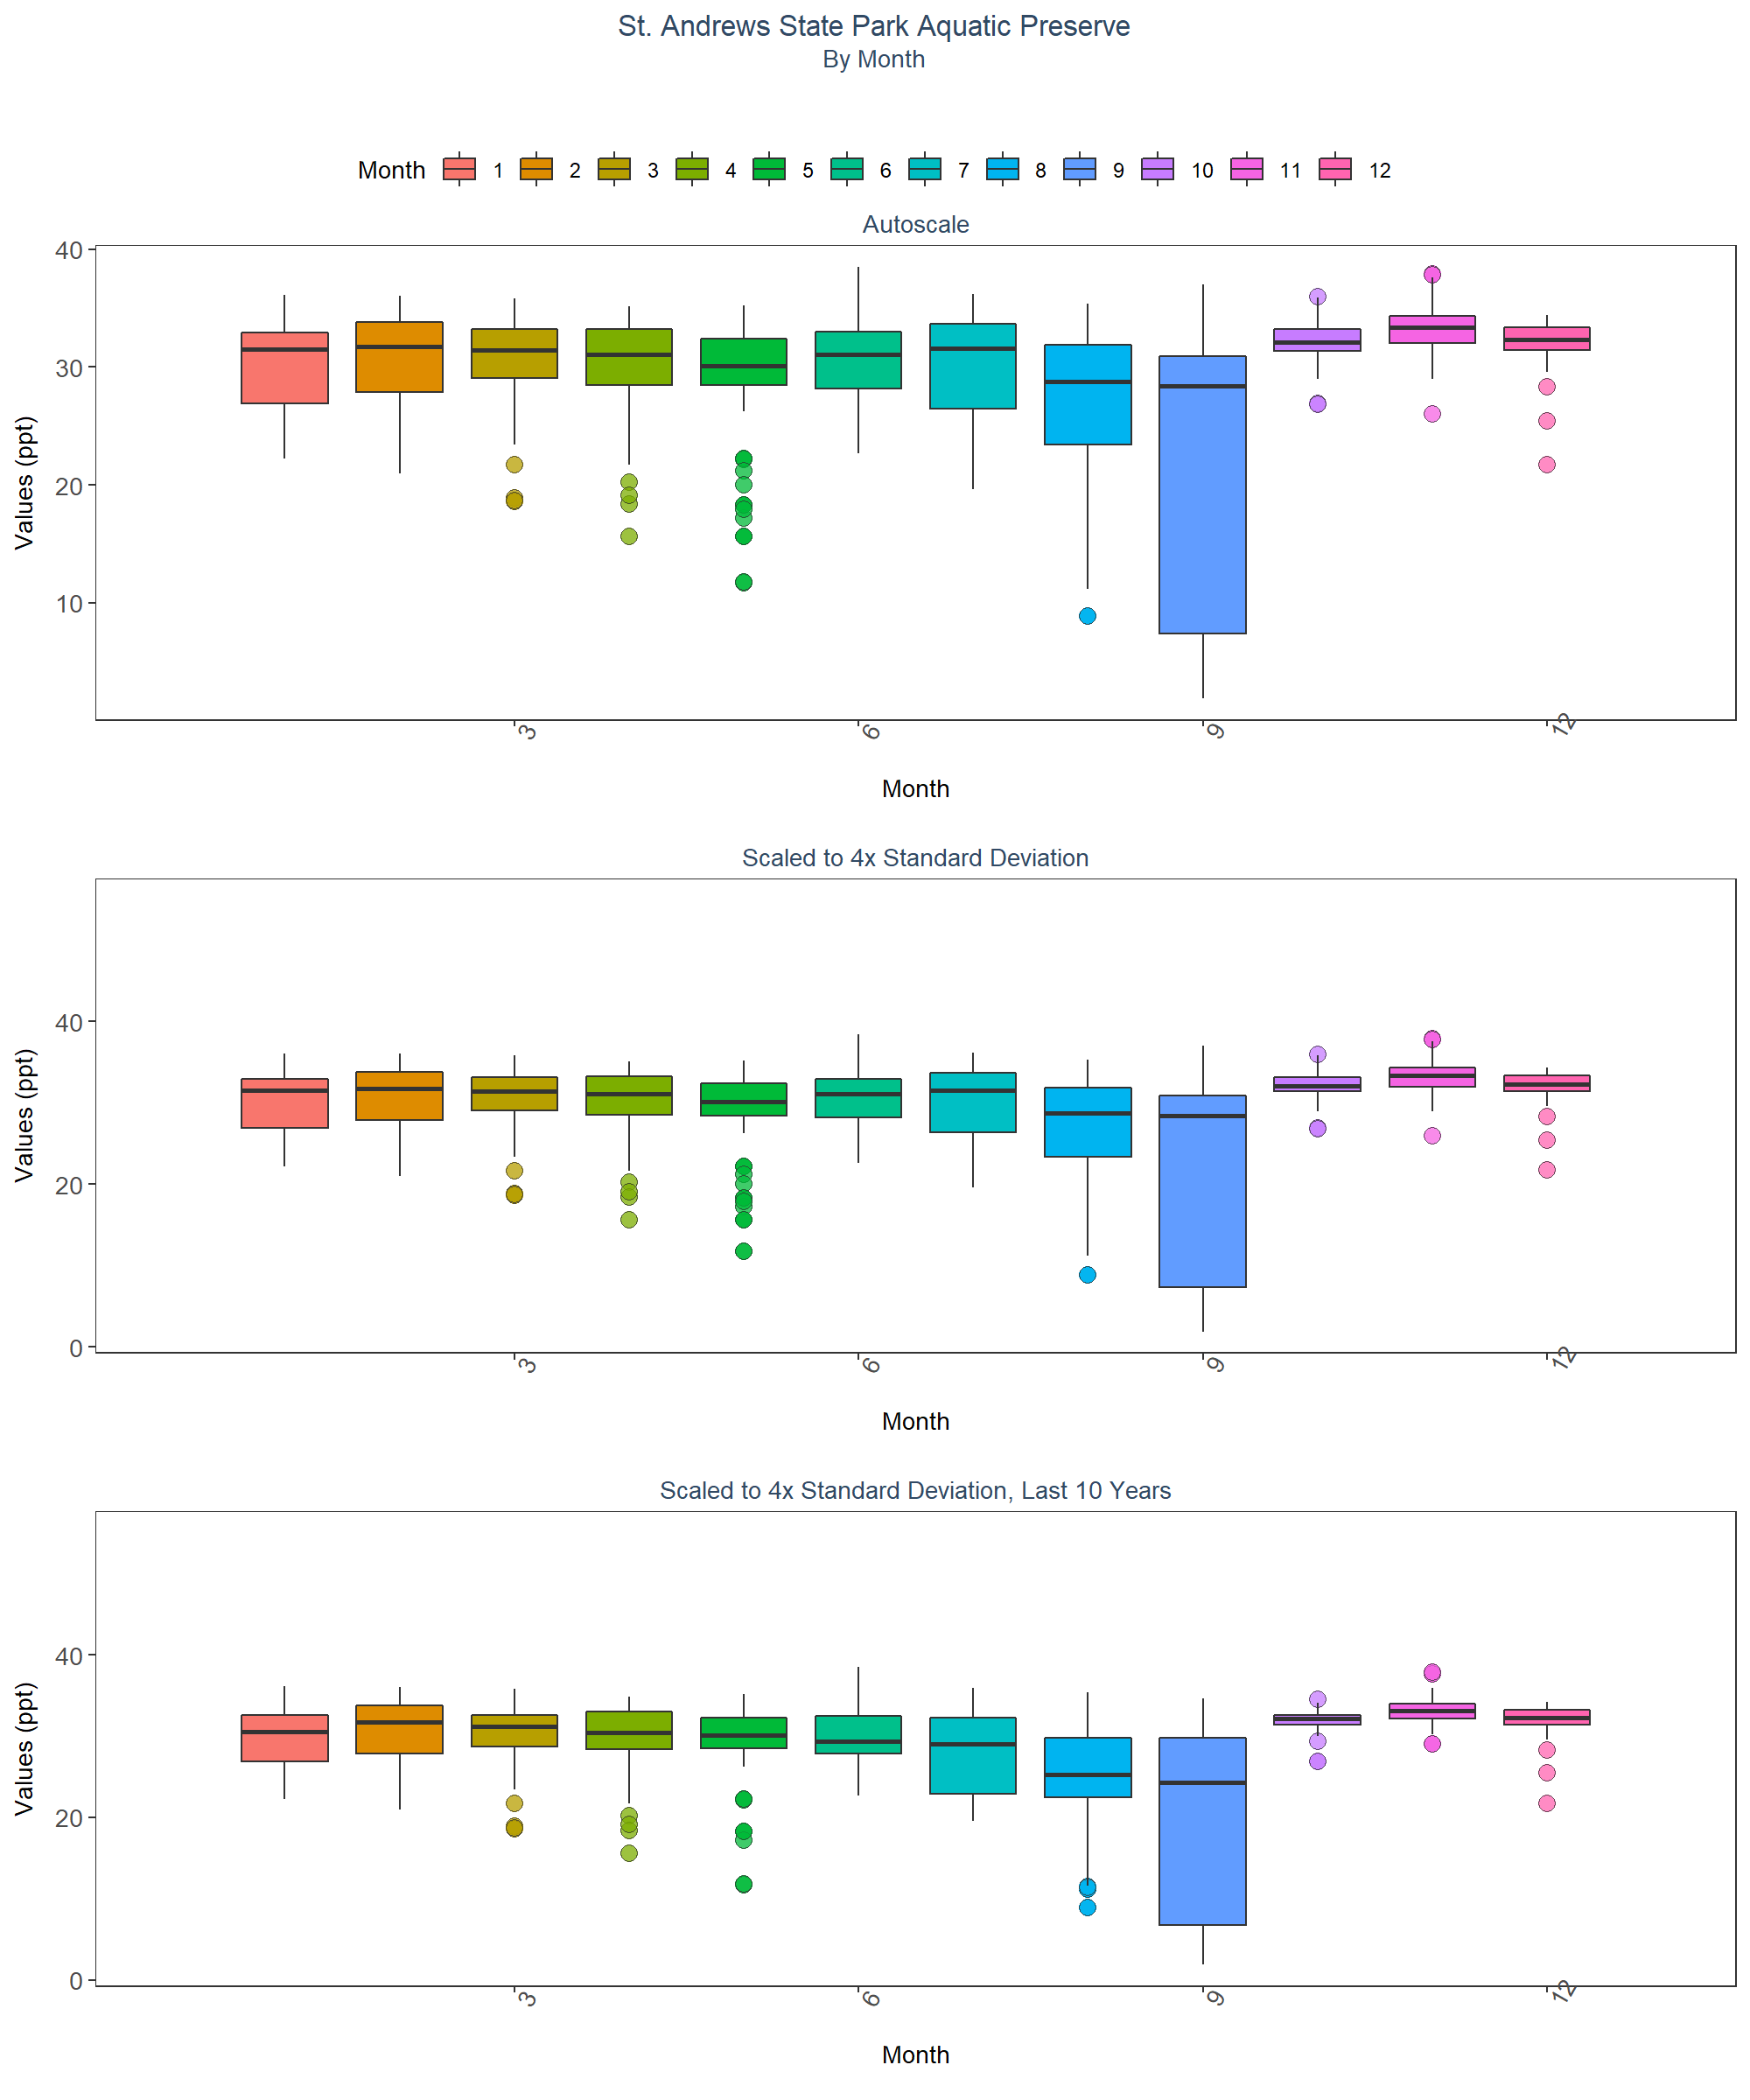 St. Andrews State Park Aquatic Preserve
By Month
Month 1 2 3 4 5 6 7 8 9 10 11 12
Autoscale
40
30
20
10
Values (ppt)
3 6 9 12
Month
Scaled to 4x Standard Deviation
40
20
0
Values (ppt)
3 6 9 12
Month
Scaled to 4x Standard Deviation, Last 10 Years
40
20
0
Values (ppt)
3 6 9 12
Month